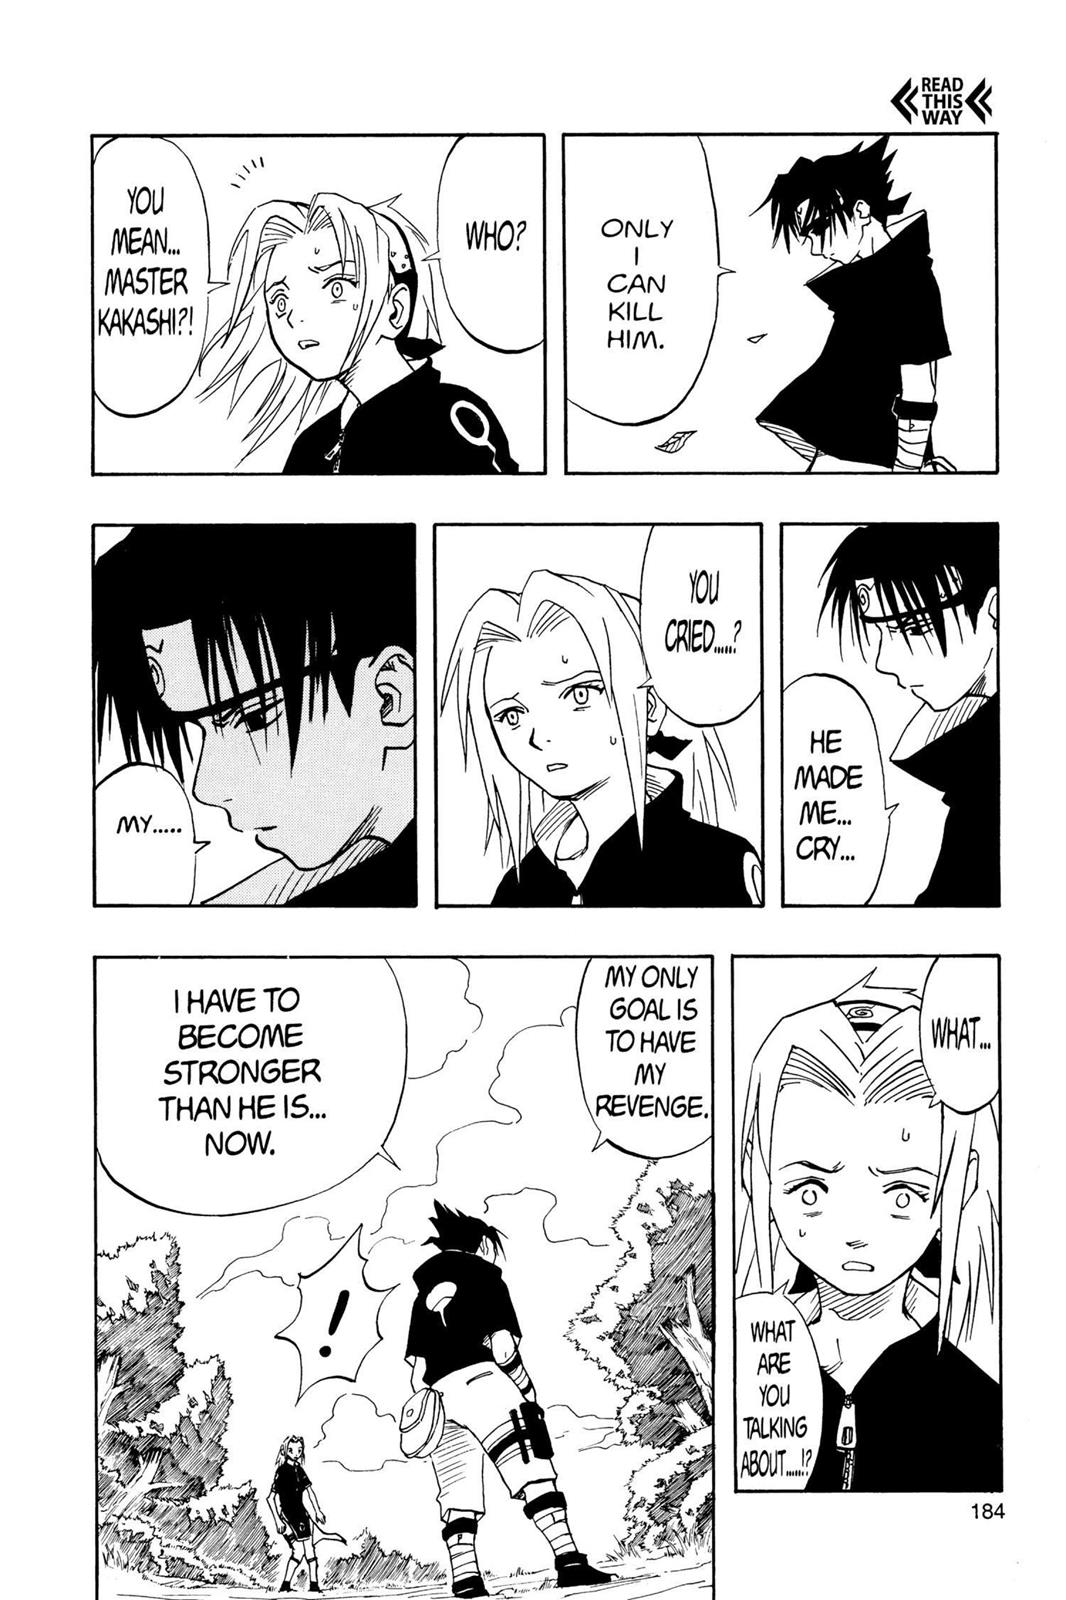 READ
THIS
WAY
ONLY
I
CAN
KILL
HIM.
WHO?
YOU
MEAN...
MASTER
KAKASHI?!
HE
MADE
ME...
CRY...
YOU
CRIED.....?
MY.....
WHAT...
WHAT
ARE
YOU
TALKING
ABOUT.....!?
MY ONLY
GOAL IS
TO HAVE
MY
REVENGE.
I HAVE TO
BECOME
STRONGER
THAN HE IS...
NOW.
!
184